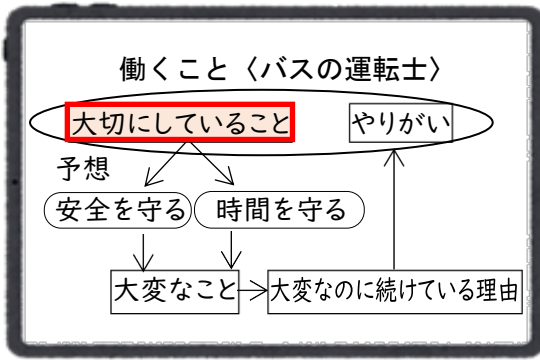 働くこと〈バスの運転士〉
大切にしていること
やりがい
予想
安全を守る
時間を守る
大変なこと
大変なのに続けている理由